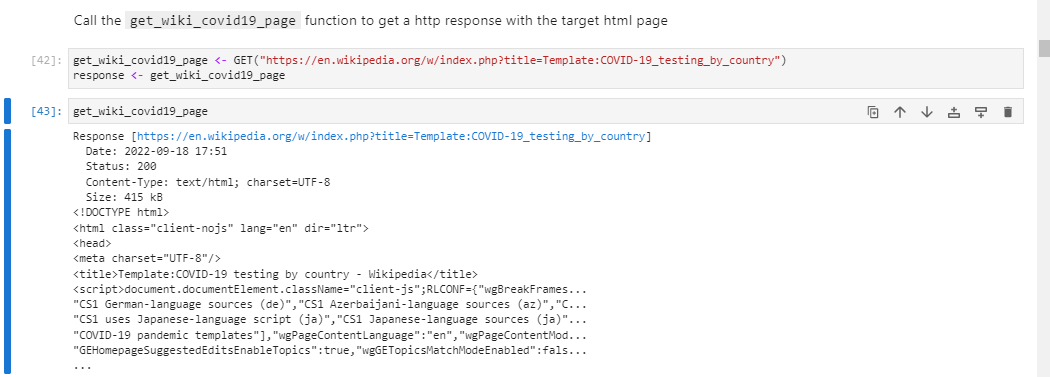 Call the get_wiki_covid19_page function to get a http response with the target html page
[42]: get_wiki_covid19_page <- GET("https://en.wikipedia.org/w/index.php?title=Template:COVID-19_testing_by_country")
response <- get_wiki_covid19_page
[43]: get_wiki_covid19_page
Response [https://en.wikipedia.org/w/index.php?title=Template:COVID-19_testing_by_country]
  Date: 2022-09-18 17:51
  Status: 200
  Content-Type: text/html; charset=UTF-8
  Size: 415 kB
<!DOCTYPE html>
<html class="client-nojs" lang="en" dir="ltr">
<head>
<meta charset="UTF-8"/>
<title>Template:COVID-19 testing by country - Wikipedia</title>
<script>document.documentElement.className="client-js";RLCONF={"wgBreakFrames...
"CS1 German-language sources (de)","CS1 Azerbaijani-language sources (az)","C...
"CS1 uses Japanese-language script (ja)","CS1 Japanese-language sources (ja)"...
"COVID-19 pandemic templates"],"wgPageContentLanguage":"en","wgPageContentMod...
"GEHomepageSuggestedEditsEnableTopics":true,"wgGETopicsMatchModeEnabled":fals...
...